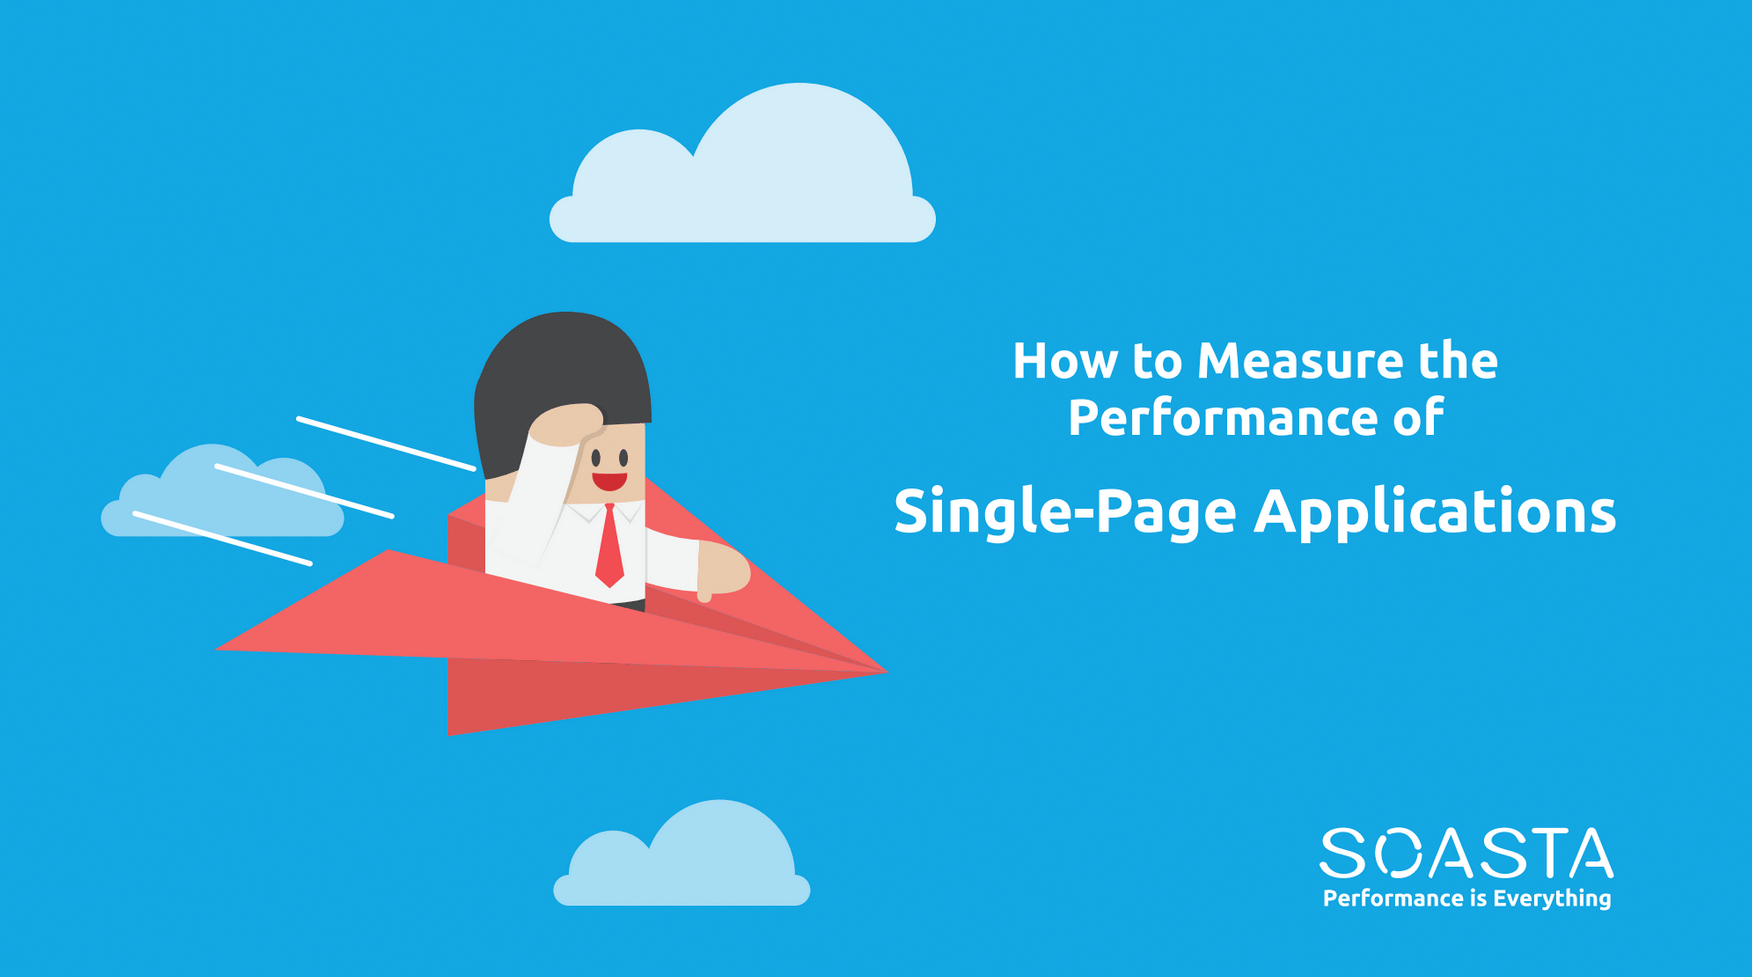 How to Measure the
Performance of
Single-Page Applications
SOASTA
Performance is Everything